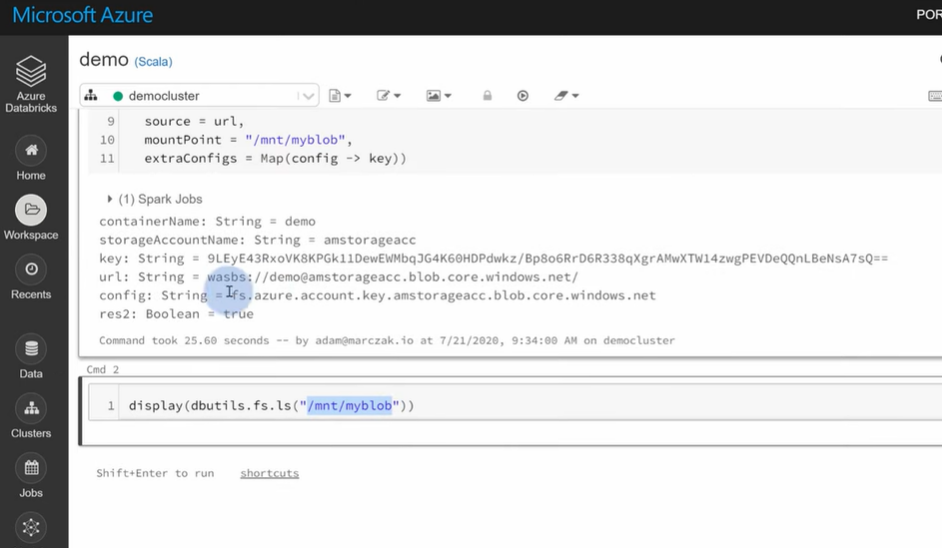 Microsoft Azure
POR
demo (Scala)
Azure
Databricks
democluster
Home
Workspace
Recents
Data
Clusters
Jobs
9 source = url,
10 mountPoint = "/mnt/myblob",
11 extraConfigs = Map(config -> key))
(1) Spark Jobs
containerName: String = demo
storageAccountName: String = amstorageacc
key: String = 9LEyE43RxoVK8KPGk11DewEWMbqJG4K60HDPdwkz/Bp8o6RrD6R338qXgrAMwXTW14zwgPEVDeQQnLBeNsA7sQ==
url: String = wasbs://demo@amstorageacc.blob.core.windows.net/
config: String = fs.azure.account.key.amstorageacc.blob.core.windows.net
res2: Boolean = true
Command took 25.60 seconds -- by adam@marczak.io at 7/21/2020, 9:34:00 AM on democluster
Cmd 2
1 display(dbutils.fs.ls("/mnt/myblob"))
Shift+Enter to run shortcuts